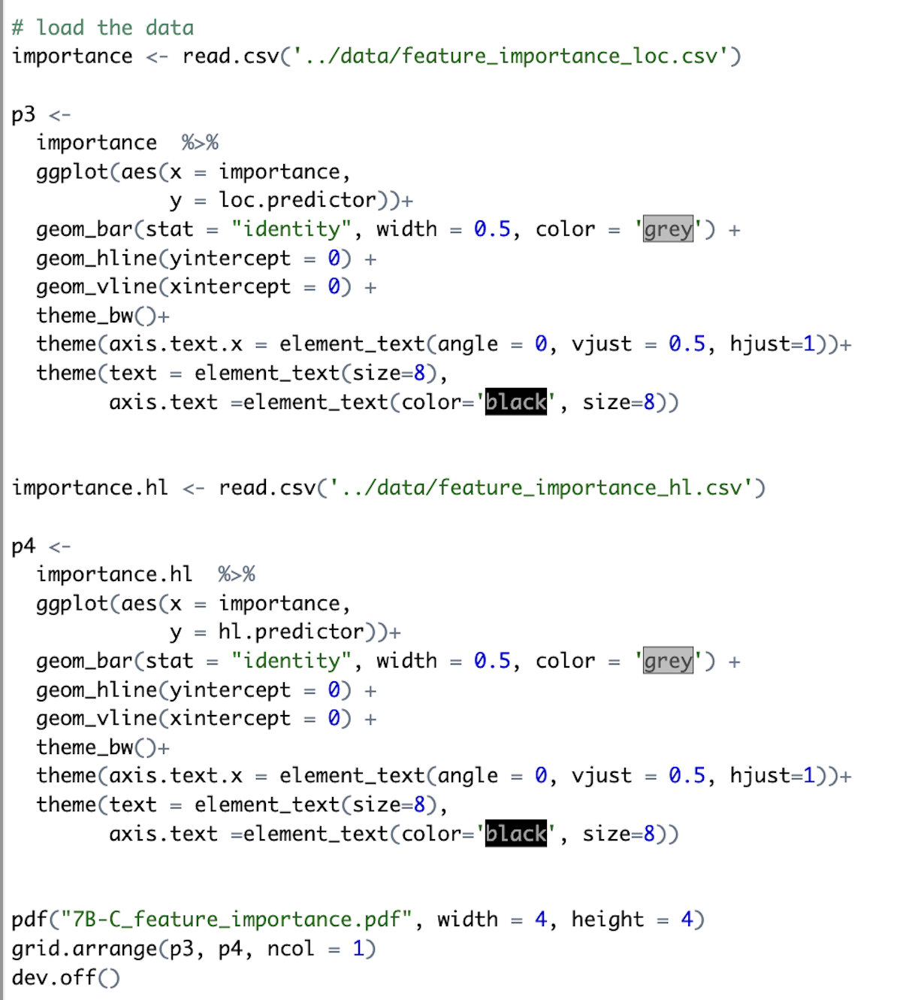 # load the data
importance <- read.csv('../data/feature_importance_loc.csv')
p3 <-
importance  %>%
ggplot(aes(x = importance,
y = loc.predictor))+
geom_bar(stat = "identity", width = 0.5, color = 'grey') +
geom_hline(yintercept = 0) +
geom_vline(xintercept = 0) +
theme_bw()+
theme(axis.text.x = element_text(angle = 0, vjust = 0.5, hjust=1))+
theme(text = element_text(size=8),
axis.text =element_text(color='black', size=8))
importance.hl <- read.csv('../data/feature_importance_hl.csv')
p4 <-
importance.hl  %>%
ggplot(aes(x = importance,
y = hl.predictor))+
geom_bar(stat = "identity", width = 0.5, color = 'grey') +
geom_hline(yintercept = 0) +
geom_vline(xintercept = 0) +
theme_bw()+
theme(axis.text.x = element_text(angle = 0, vjust = 0.5, hjust=1))+
theme(text = element_text(size=8),
axis.text =element_text(color='black', size=8))
pdf("7B-C_feature_importance.pdf", width = 4, height = 4)
grid.arrange(p3, p4, ncol = 1)
dev.off()